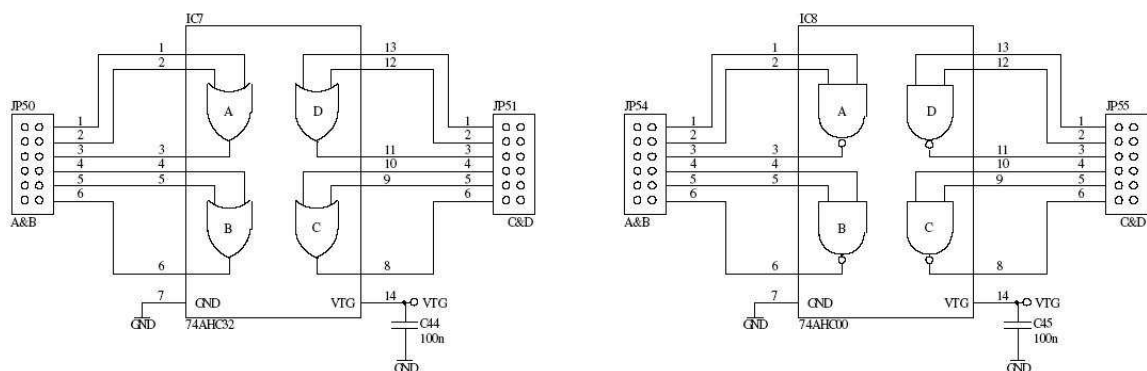 IC7
1
2
13
12
JP50
A
D
JP51
1
2
3
4
5
6
3
4
5
11
10
9
1
2
3
4
5
6
A&B
B
C
C&D
6
8
7
GND
VTG
14
VTG
GND
74AHC32
C44
100n
GND
IC8
1
2
13
12
JP54
A
D
JP55
1
2
3
4
5
6
3
4
5
11
10
9
1
2
3
4
5
6
A&B
B
C
C&D
6
8
7
GND
VTG
14
VTG
GND
74AHC00
C45
100n
GND